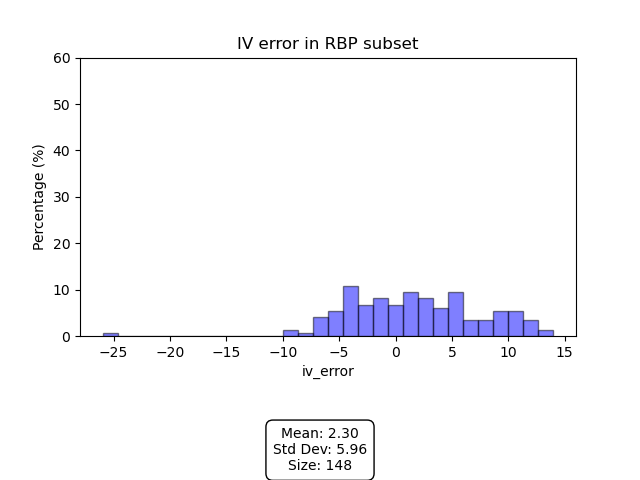 IV error in RBP subset
60
50
40
30
20
10
0
Percentage (%)
−25 −20 −15 −10 −5 0 5 10 15
iv_error
Mean: 2.30
Std Dev: 5.96
Size: 148